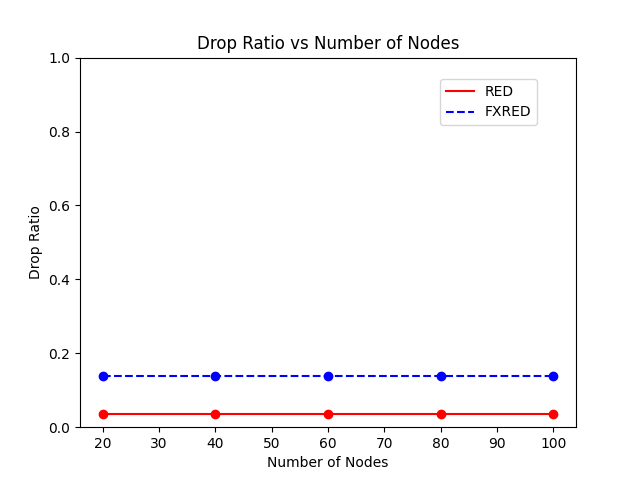 Drop Ratio vs Number of Nodes
1.0
0.8
0.6
0.4
0.2
0.0
Drop Ratio
RED
FXRED
20 30 40 50 60 70 80 90 100
Number of Nodes